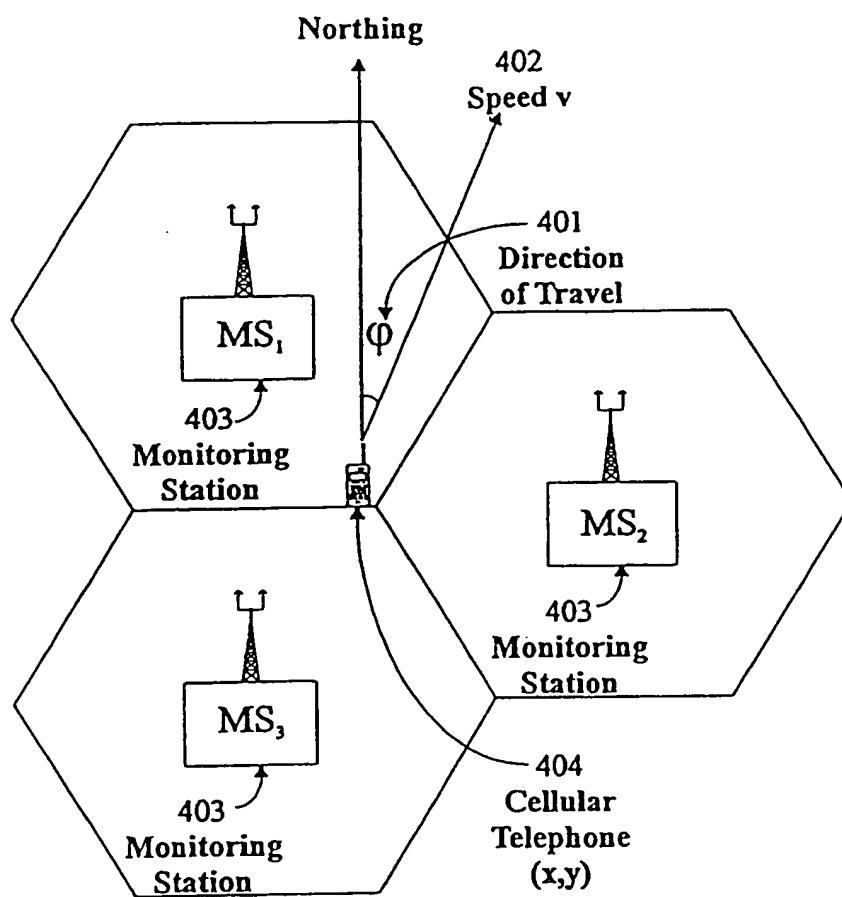 Northing
402
Speed v
401
Direction
of Travel
φ
MS₁
403
Monitoring
Station
MS₂
403
Monitoring
Station
MS₃
403
Monitoring
Station
404
Cellular
Telephone
(x,y)